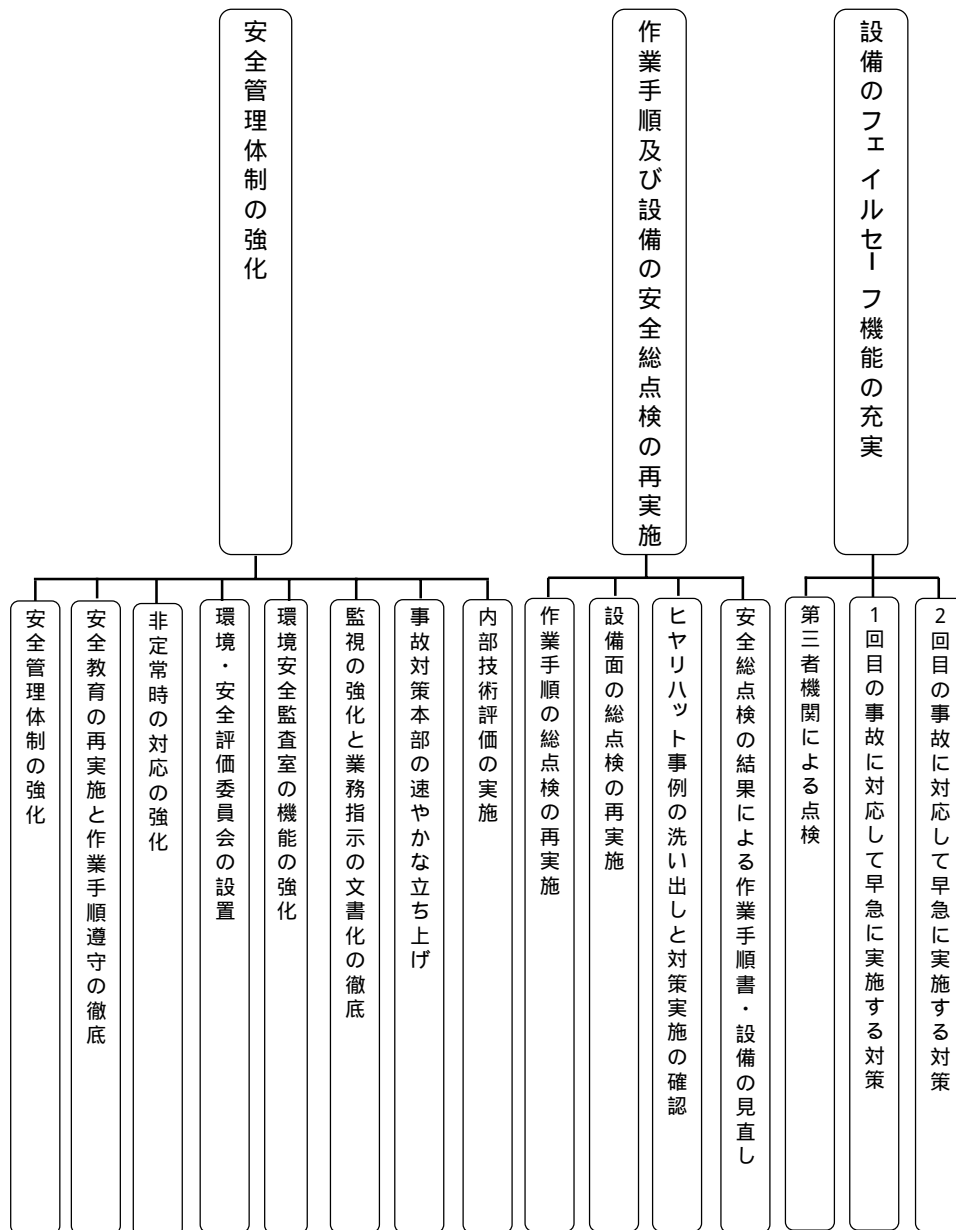 設備のフェイルセーフ機能の充実
2回目の事故に対応して早急に実施する対策
1回目の事故に対応して早急に実施する対策
第三者機関による点検
作業手順及び設備の安全総点検の再実施
安全総点検の結果による作業手順書・設備の見直し
ヒヤリハット事例の洗い出しと対策実施の確認
設備面の総点検の再実施
作業手順の総点検の再実施
安全管理体制の強化
内部技術評価の実施
事故対策本部の速やかな立ち上げ
監視の強化と業務指示の文書化の徹底
環境安全監査室の機能の強化
環境・安全評価委員会の設置
非定常時の対応の強化
安全教育の再実施と作業手順遵守の徹底
安全管理体制の強化